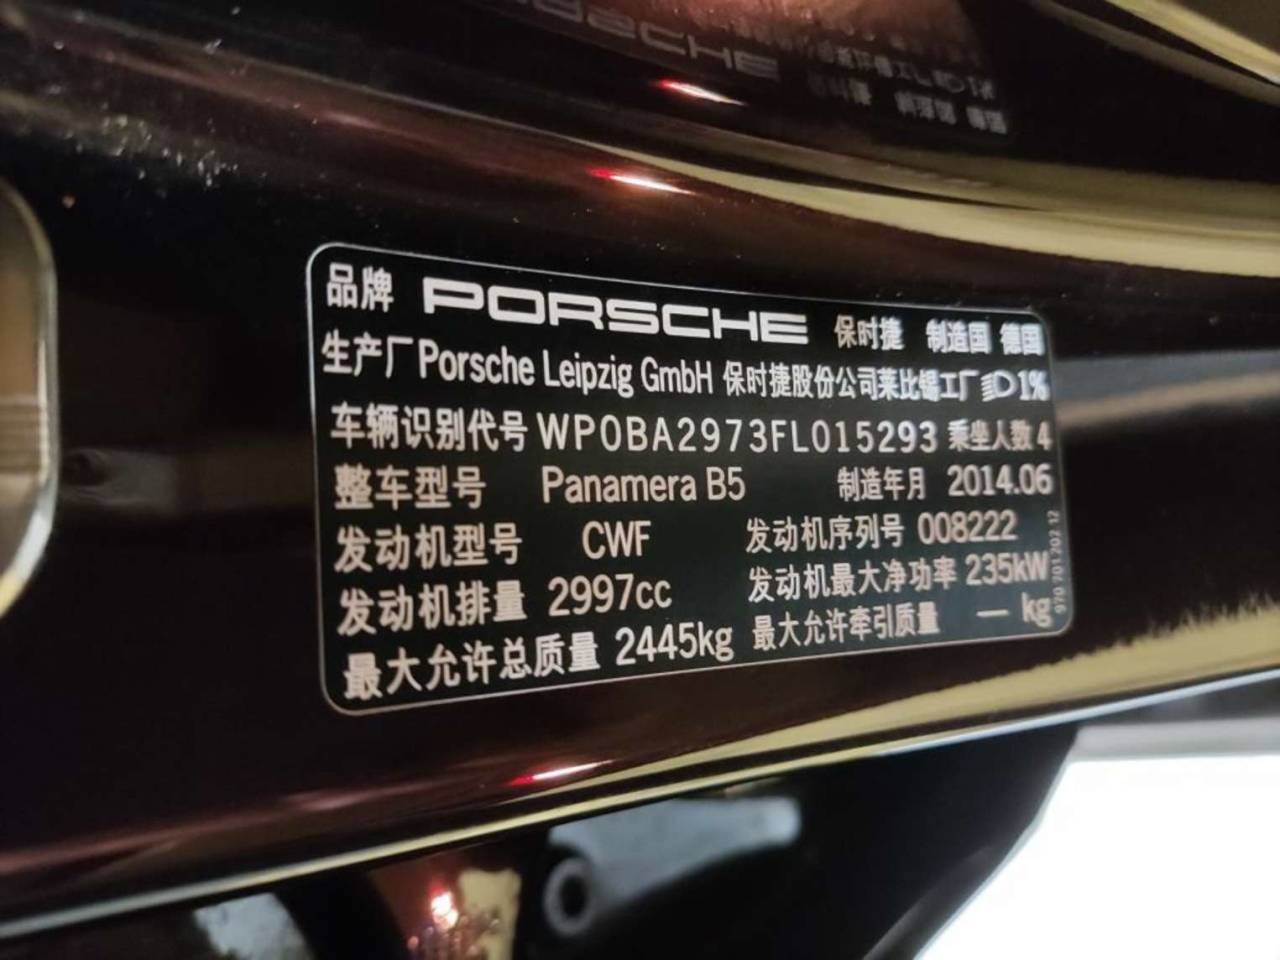 品牌 PORSCHE 保时捷 制造国 德国
生产厂 Porsche Leipzig GmbH 保时捷股份公司莱比锡工厂 1%
车辆识别代号 WP0BA2973FL015293 乘坐人数 4
整车型号 Panamera B5 制造年月 2014.06
发动机型号 CWF 发动机序列号 008222
发动机排量 2997cc 发动机最大净功率 235kW
最大允许总质量 2445kg 最大允许牵引质量 — kg
970 701 202 12